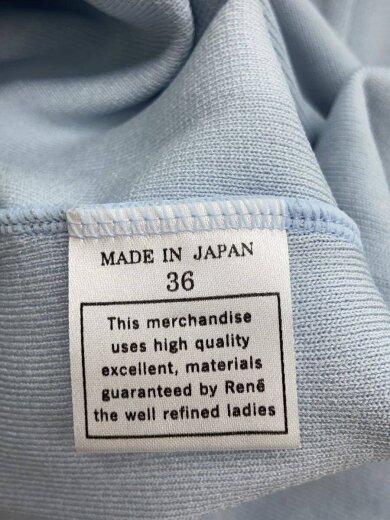 MADE IN JAPAN
36
This merchandise
uses high quality
excellent, materials
guaranteed by René
the well refined ladies